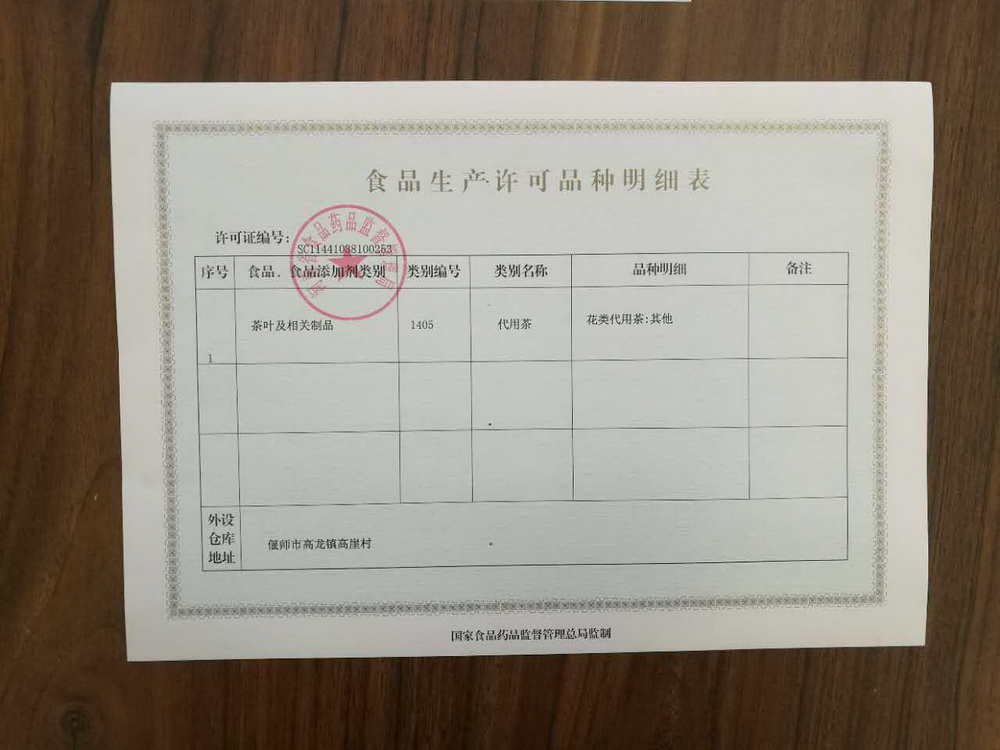 食品生产许可品种明细表
许可证编号:
SC11441038100253
序号 食品、食品添加剂类别 类别编号 类别名称 品种明细 备注
1 茶叶及相关制品 1405 代用茶 花类代用茶:其他
外设
仓库
地址
偃师市高龙镇高崖村
国家食品药品监督管理总局监制